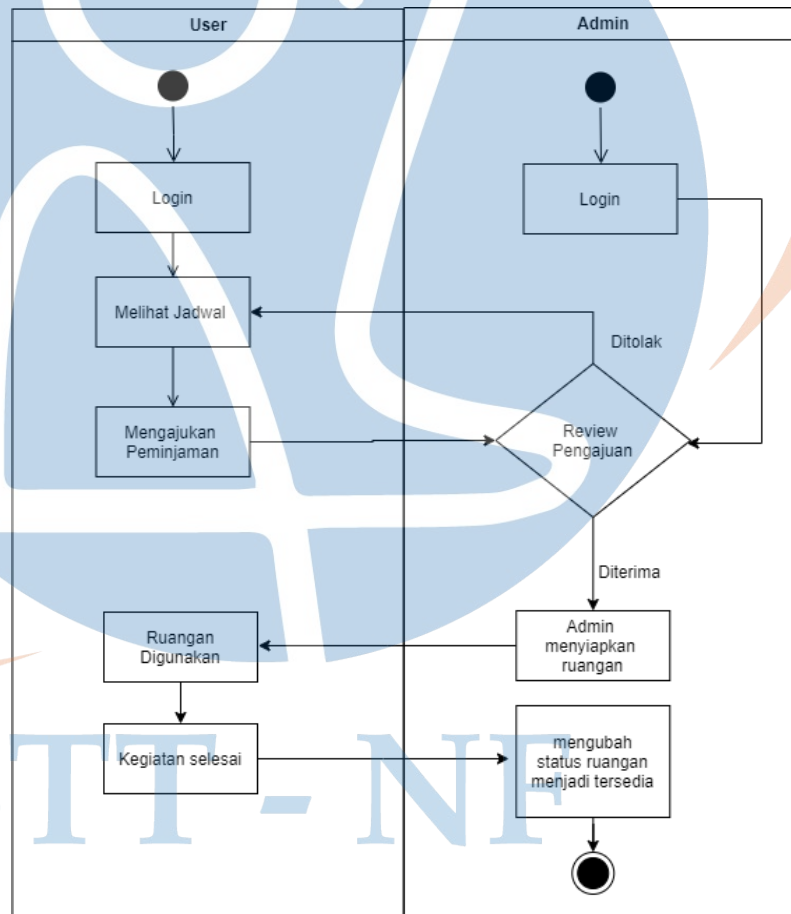 User
Admin
Login
Login
Melihat Jadwal
Ditolak
Mengajukan
Peminjaman
Review
Pengajuan
Diterima
Ruangan
Digunakan
Admin
menyiapkan
ruangan
Kegiatan selesai
mengubah
status ruangan
menjadi tersedia
TT - NF